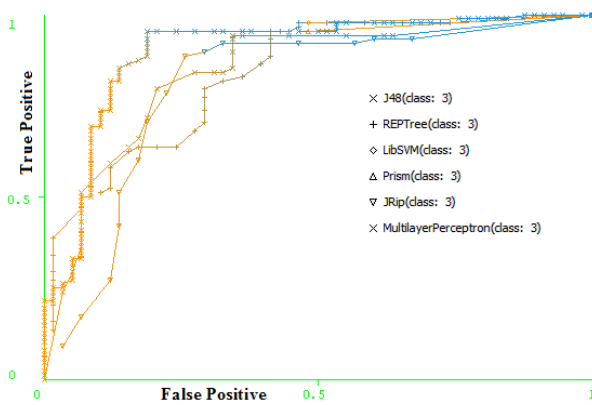 1
True Positive
0.5
0
0
False Positive
0.5
1
J48(class: 3)
REPTree(class: 3)
LibSVM(class: 3)
Prism(class: 3)
JRip(class: 3)
MultilayerPerceptron(class: 3)